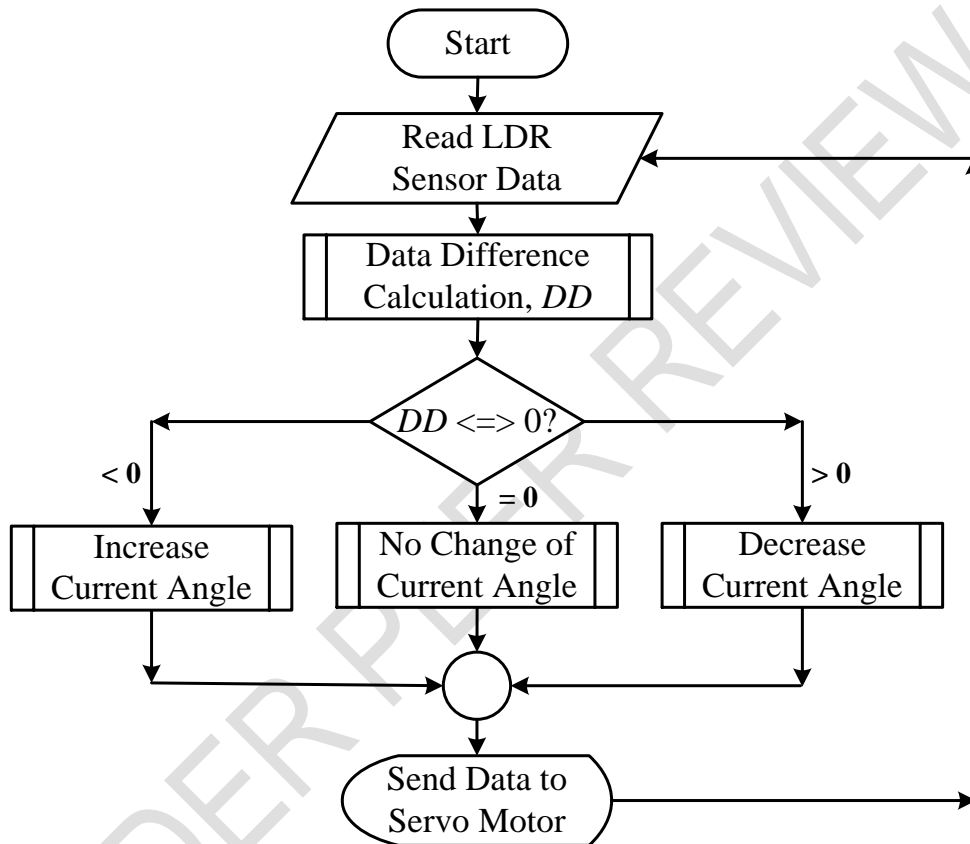 Start
Read LDR
Sensor Data
Data Difference
Calculation, DD
DD <=> 0?
< 0
= 0
> 0
Increase
Current Angle
No Change of
Current Angle
Decrease
Current Angle
Send Data to
Servo Motor
DER PEER REVIEW